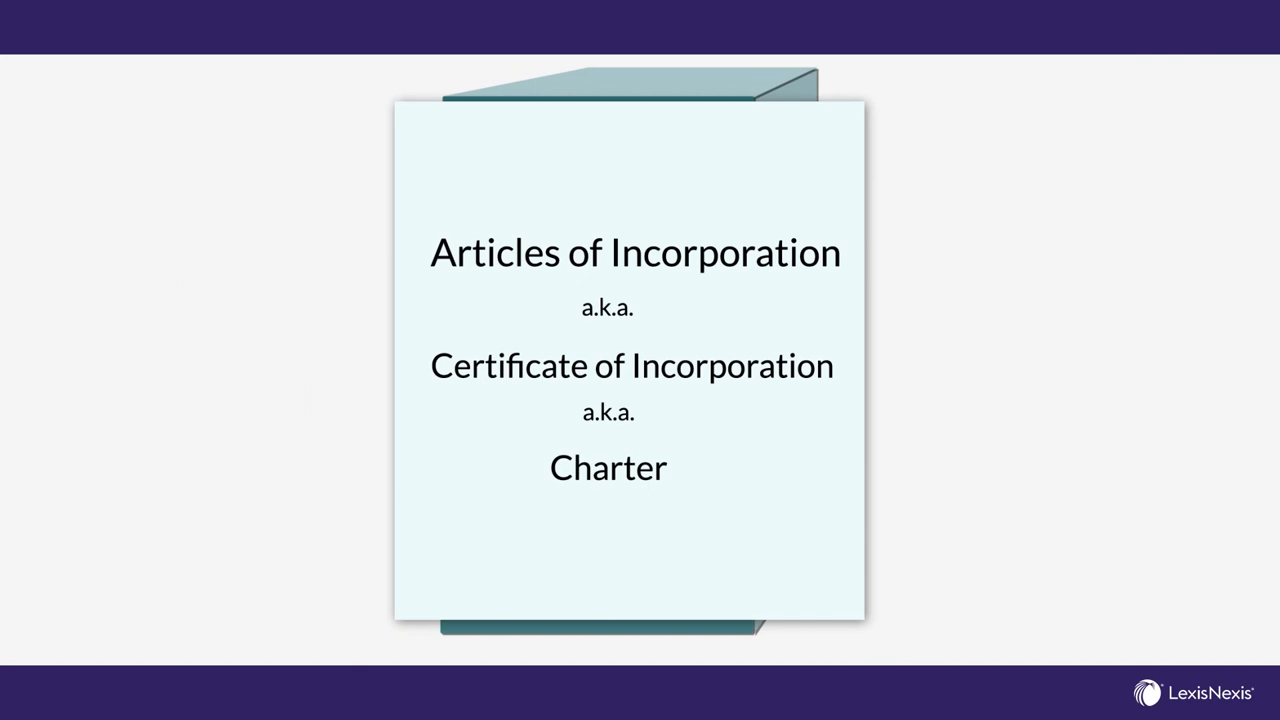 Articles of Incorporation
a.k.a.
Certificate of Incorporation
a.k.a.
Charter
LexisNexis®